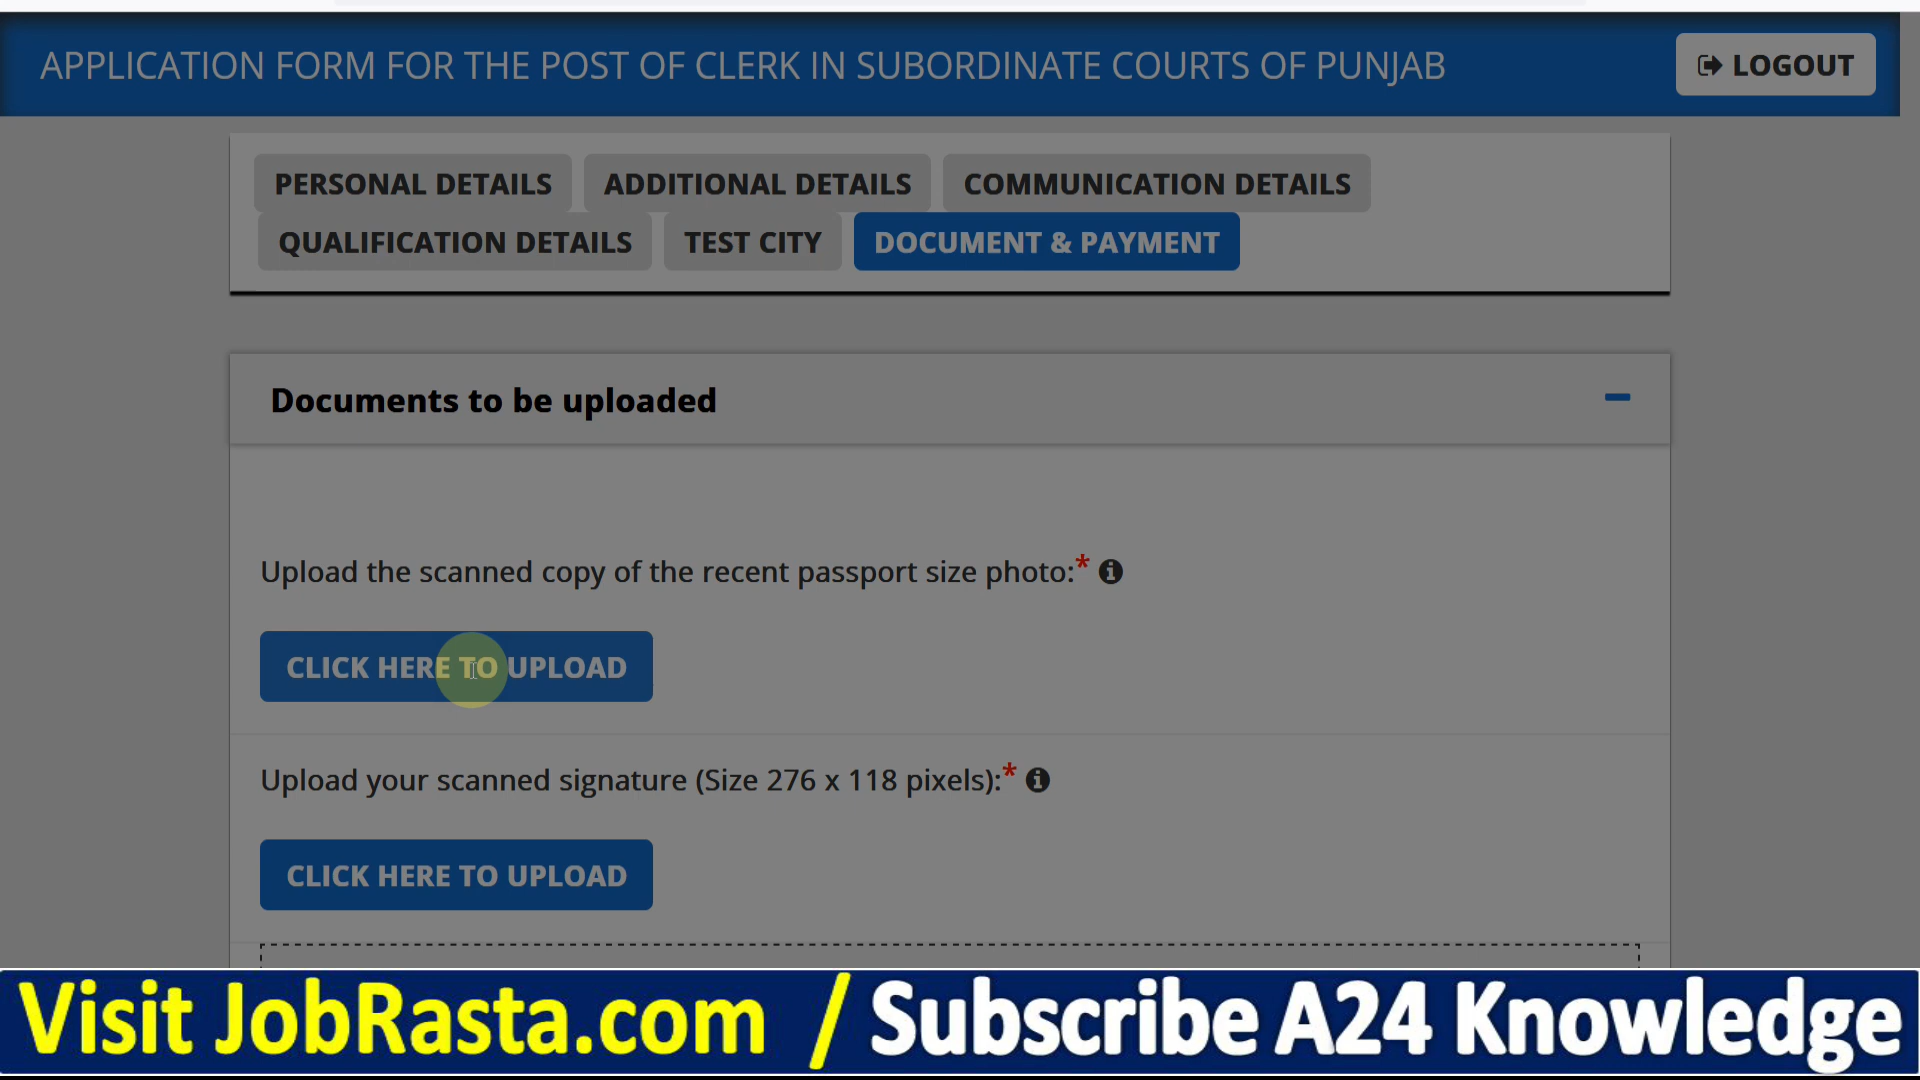 APPLICATION FORM FOR THE POST OF CLERK IN SUBORDINATE COURTS OF PUNJAB
LOGOUT
PERSONAL DETAILS ADDITIONAL DETAILS COMMUNICATION DETAILS
QUALIFICATION DETAILS TEST CITY DOCUMENT & PAYMENT
Documents to be uploaded
Upload the scanned copy of the recent passport size photo:*
CLICK HERE TO UPLOAD
Upload your scanned signature (Size 276 x 118 pixels):*
CLICK HERE TO UPLOAD
Visit JobRasta.com / Subscribe A24 Knowledge